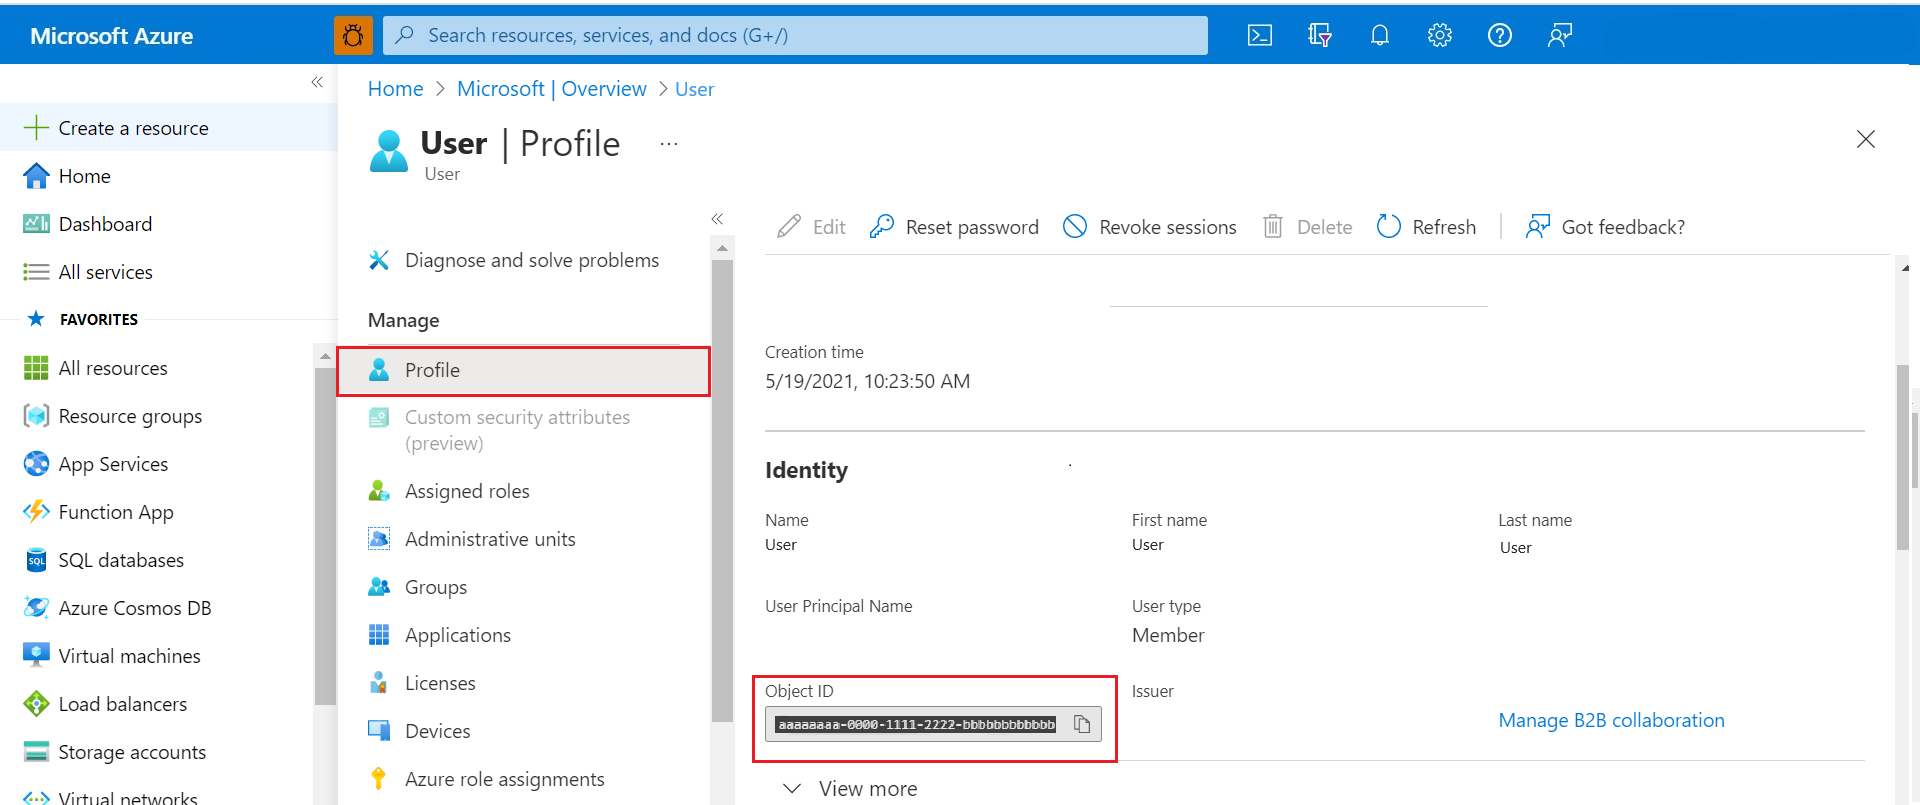 Microsoft Azure
Search resources, services, and docs (G+/)
Create a resource
Home
Dashboard
All services
FAVORITES
All resources
Resource groups
App Services
Function App
SQL
SQL databases
Azure Cosmos DB
Virtual machines
Load balancers
Storage accounts
Virtual networks
Home > Microsoft | Overview > User
User | Profile ...
User
Diagnose and solve problems
Manage
Profile
Custom security attributes
(preview)
Assigned roles
Administrative units
Groups
Applications
Licenses
Devices
Azure role assignments
Edit Reset password Revoke sessions Delete Refresh Got feedback?
Creation time
5/19/2021, 10:23:50 AM
Identity
Name First name Last name
User User User
User Principal Name User type
Member
Object ID Issuer
aaaaaaaa-0000-1111-2222-bbbbbbbbbbbb
Manage B2B collaboration
View more